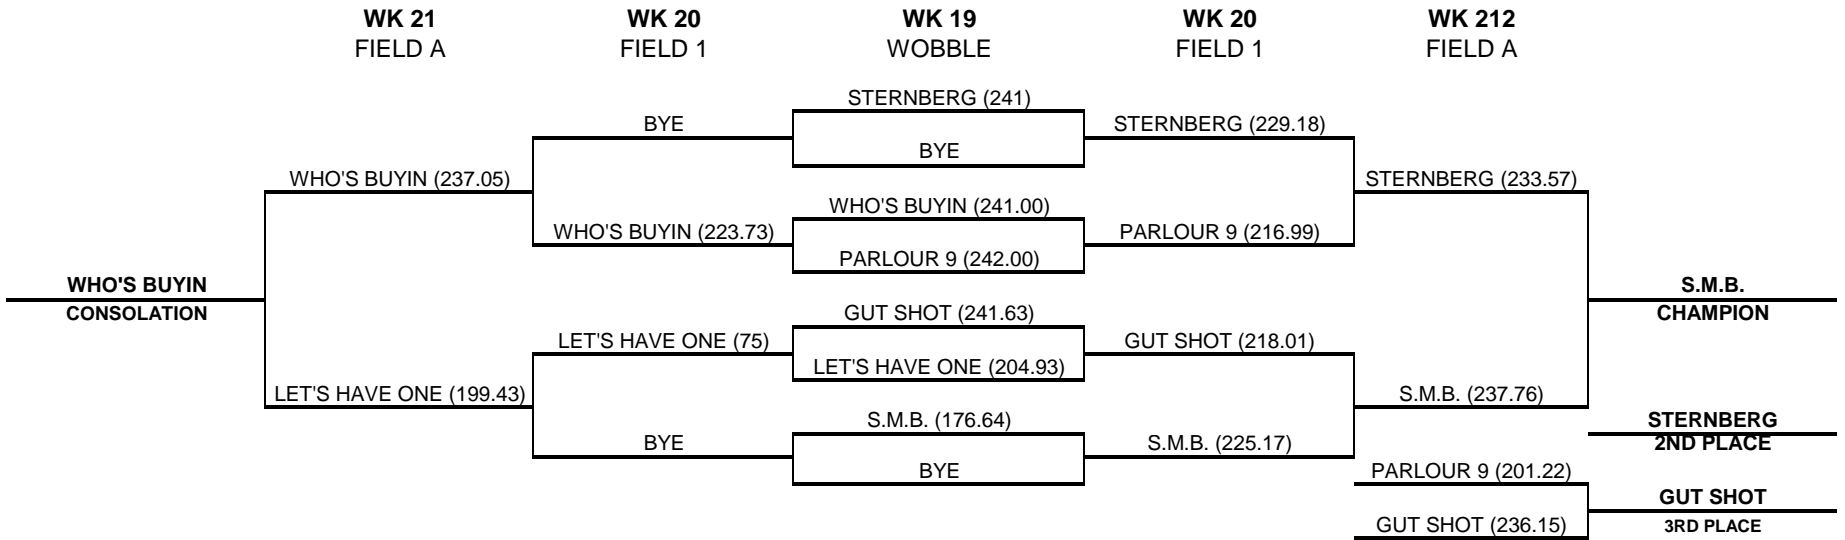 WK 21 WK 20 WK 19 WK 20 WK 212
FIELD A FIELD 1 WOBBLE FIELD 1 FIELD A
STERNBERG (241)
BYE STERNBERG (229.18)
BYE
WHO'S BUYIN (237.05) STERNBERG (233.57)
WHO'S BUYIN (241.00)
WHO'S BUYIN (223.73) PARLOUR 9 (216.99)
PARLOUR 9 (242.00)
WHO'S BUYIN S.M.B.
CONSOLATION GUT SHOT (241.63) CHAMPION
LET'S HAVE ONE (75) GUT SHOT (218.01)
LET'S HAVE ONE (204.93)
LET'S HAVE ONE (199.43) S.M.B. (237.76)
S.M.B. (176.64) STERNBERG
BYE S.M.B. (225.17) 2ND PLACE
BYE PARLOUR 9 (201.22)
GUT SHOT
GUT SHOT (236.15) 3RD PLACE